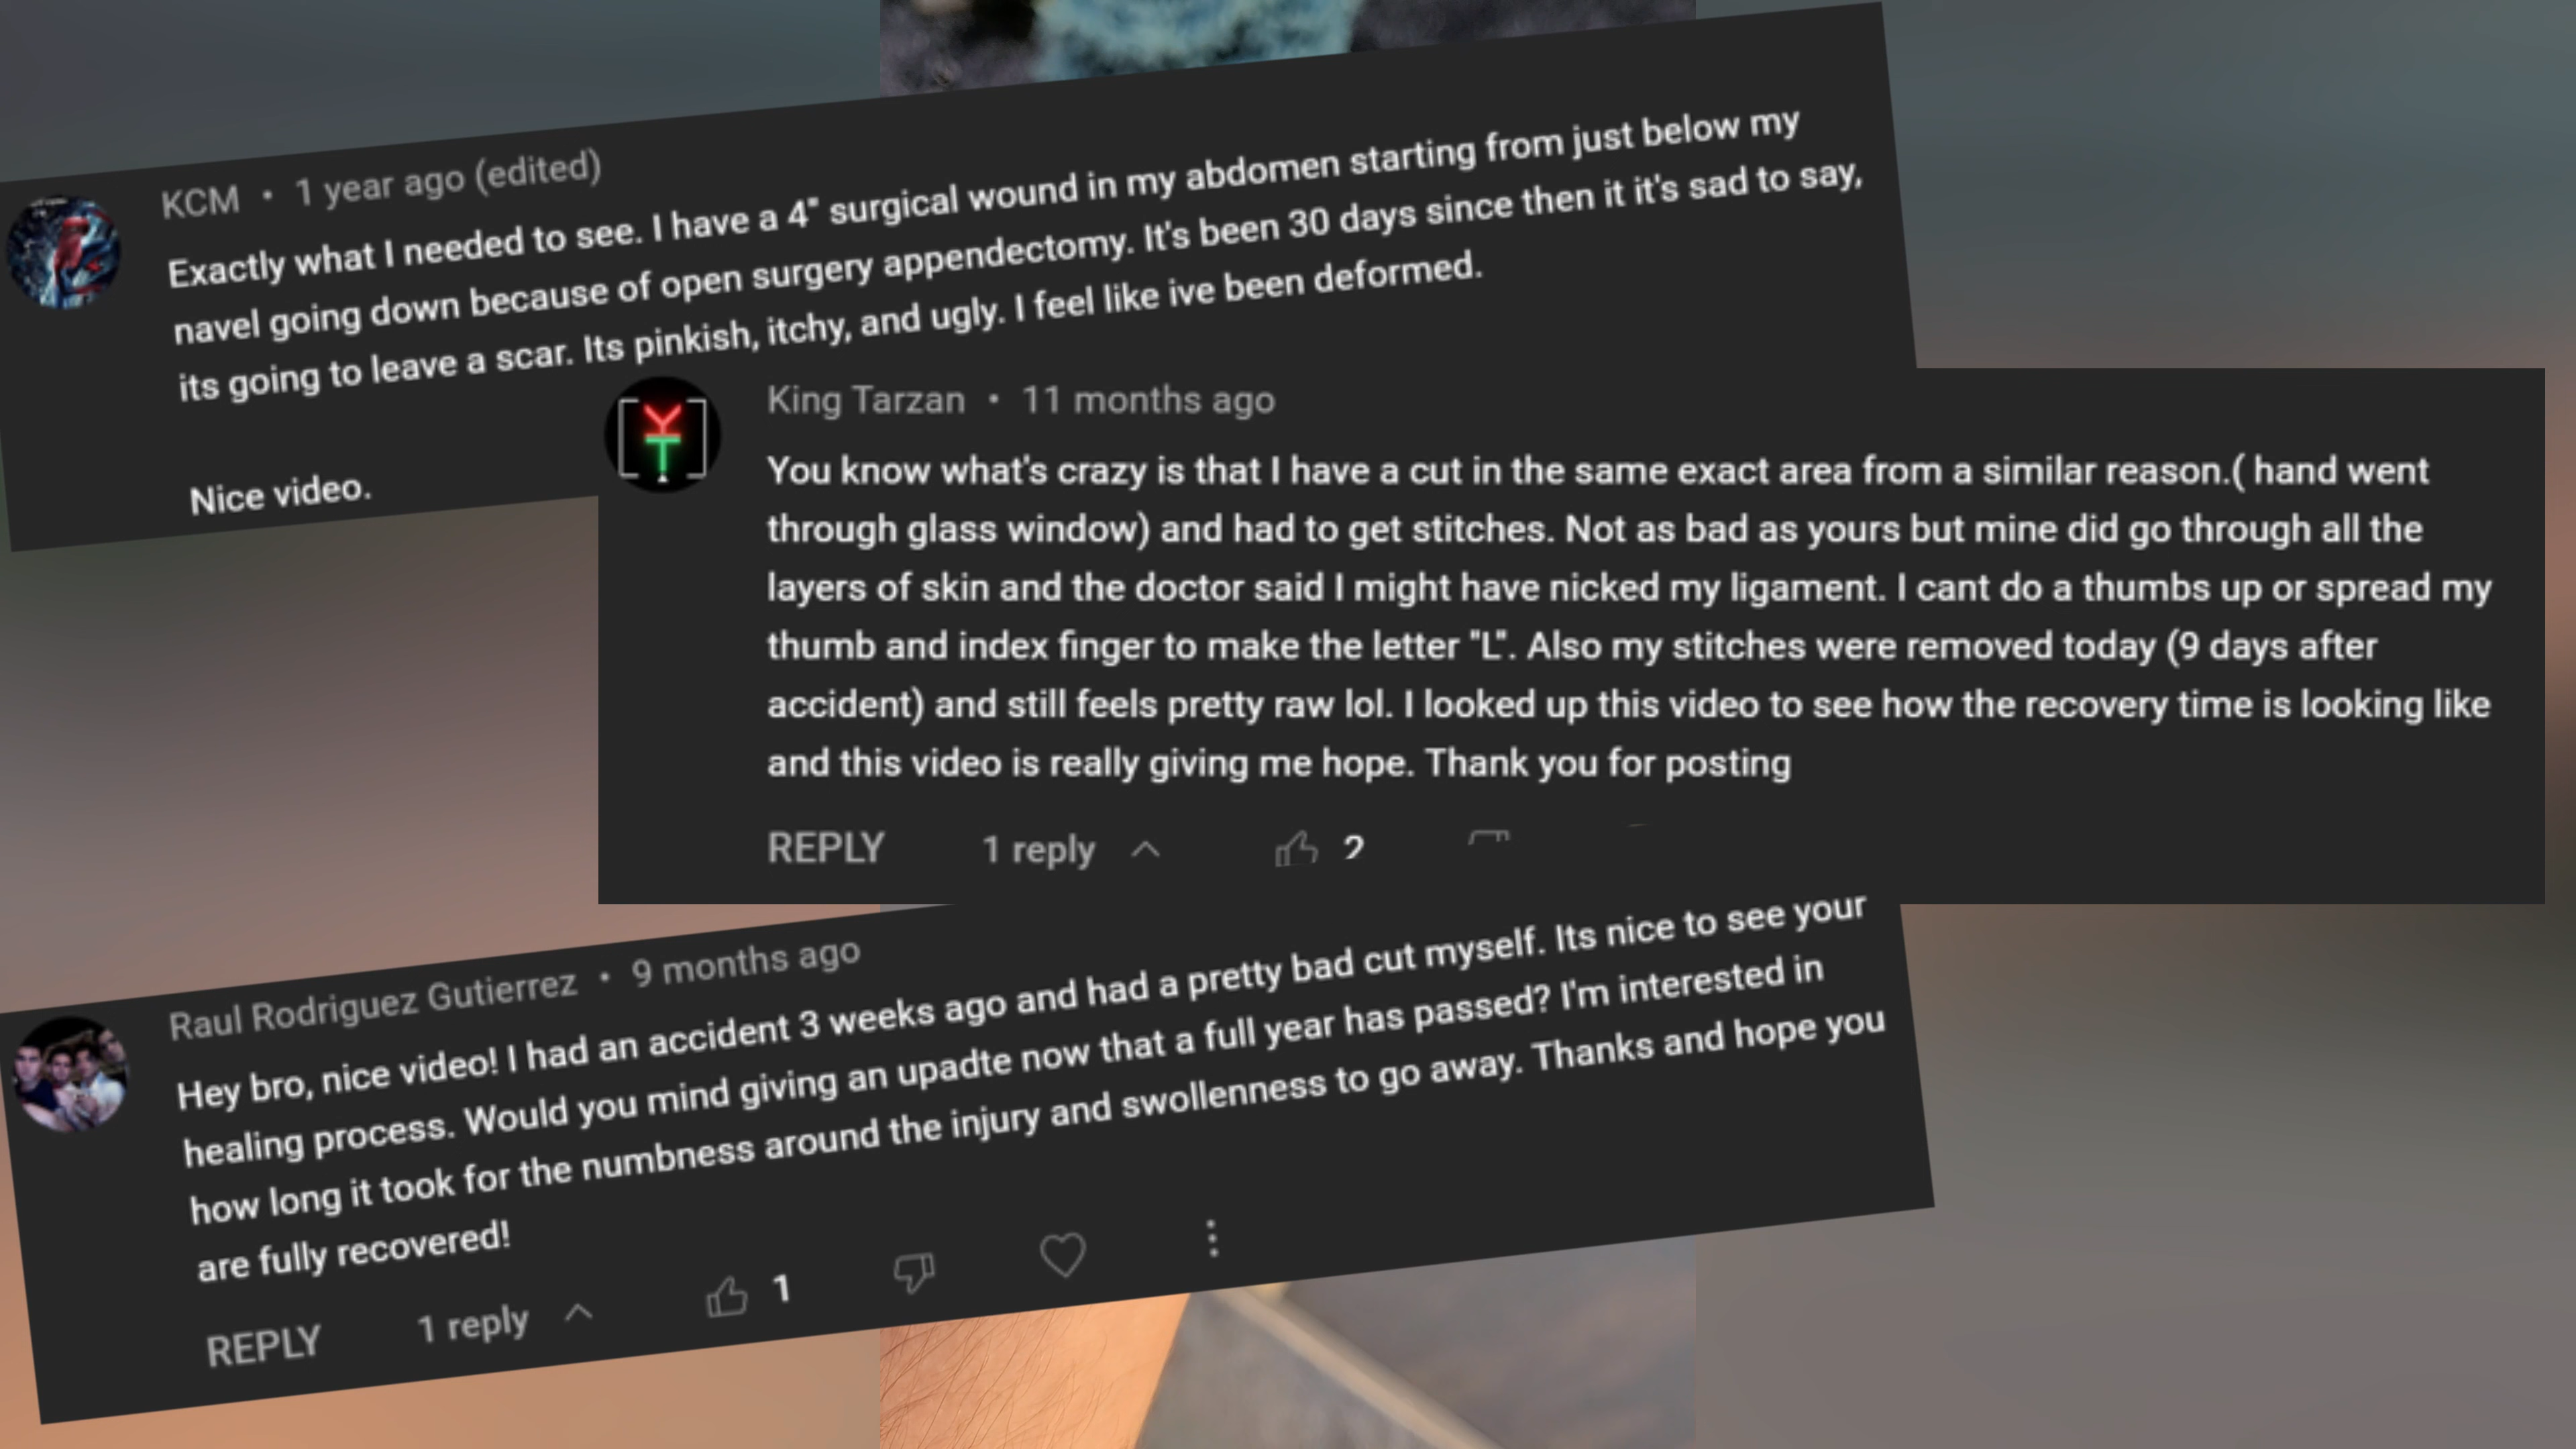 KCM • 1 year ago (edited)
Exactly what I needed to see. I have a 4" surgical wound in my abdomen starting from just below my
navel going down because of open surgery appendectomy. It's been 30 days since then it it's sad to say,
its going to leave a scar. Its pinkish, itchy, and ugly. I feel like ive been deformed.
Nice video.
King Tarzan • 11 months ago
You know what's crazy is that I have a cut in the same exact area from a similar reason.( hand went
through glass window) and had to get stitches. Not as bad as yours but mine did go through all the
layers of skin and the doctor said I might have nicked my ligament. I cant do a thumbs up or spread my
thumb and index finger to make the letter "L". Also my stitches were removed today (9 days after
accident) and still feels pretty raw lol. I looked up this video to see how the recovery time is looking like
and this video is really giving me hope. Thank you for posting
REPLY 1 reply 2
Raul Rodriguez Gutierrez • 9 months ago
Hey bro, nice video! I had an accident 3 weeks ago and had a pretty bad cut myself. Its nice to see your
healing process. Would you mind giving an upadte now that a full year has passed? I'm interested in
how long it took for the numbness around the injury and swollenness to go away. Thanks and hope you
are fully recovered!
REPLY 1 reply 1